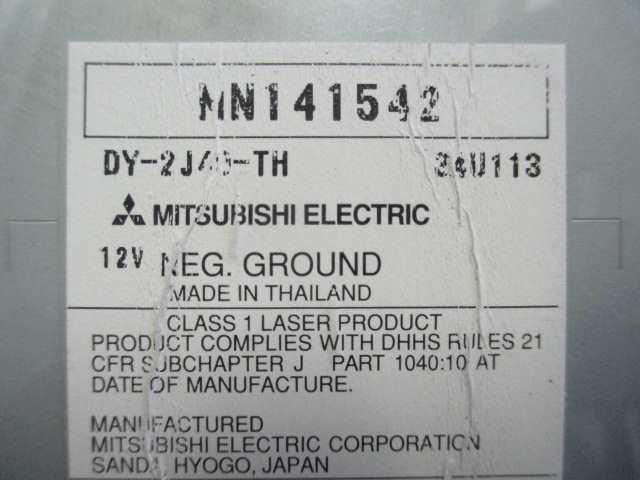 MN141542
34U113
MITSUBISHI ELECTRIC
12V NEG. GROUND
MADE IN THAILAND
CLASS 1 LASER PRODUCT
PRODUCT COMPLIES WITH DHHS RULES 21
CFR SUBCHAPTER J PART 1040:10 AT
DATE OF MANUFACTURE.
MANUFACTURED
MITSUBISHI ELECTRIC CORPORATION
SANDA, HYOGO, JAPAN